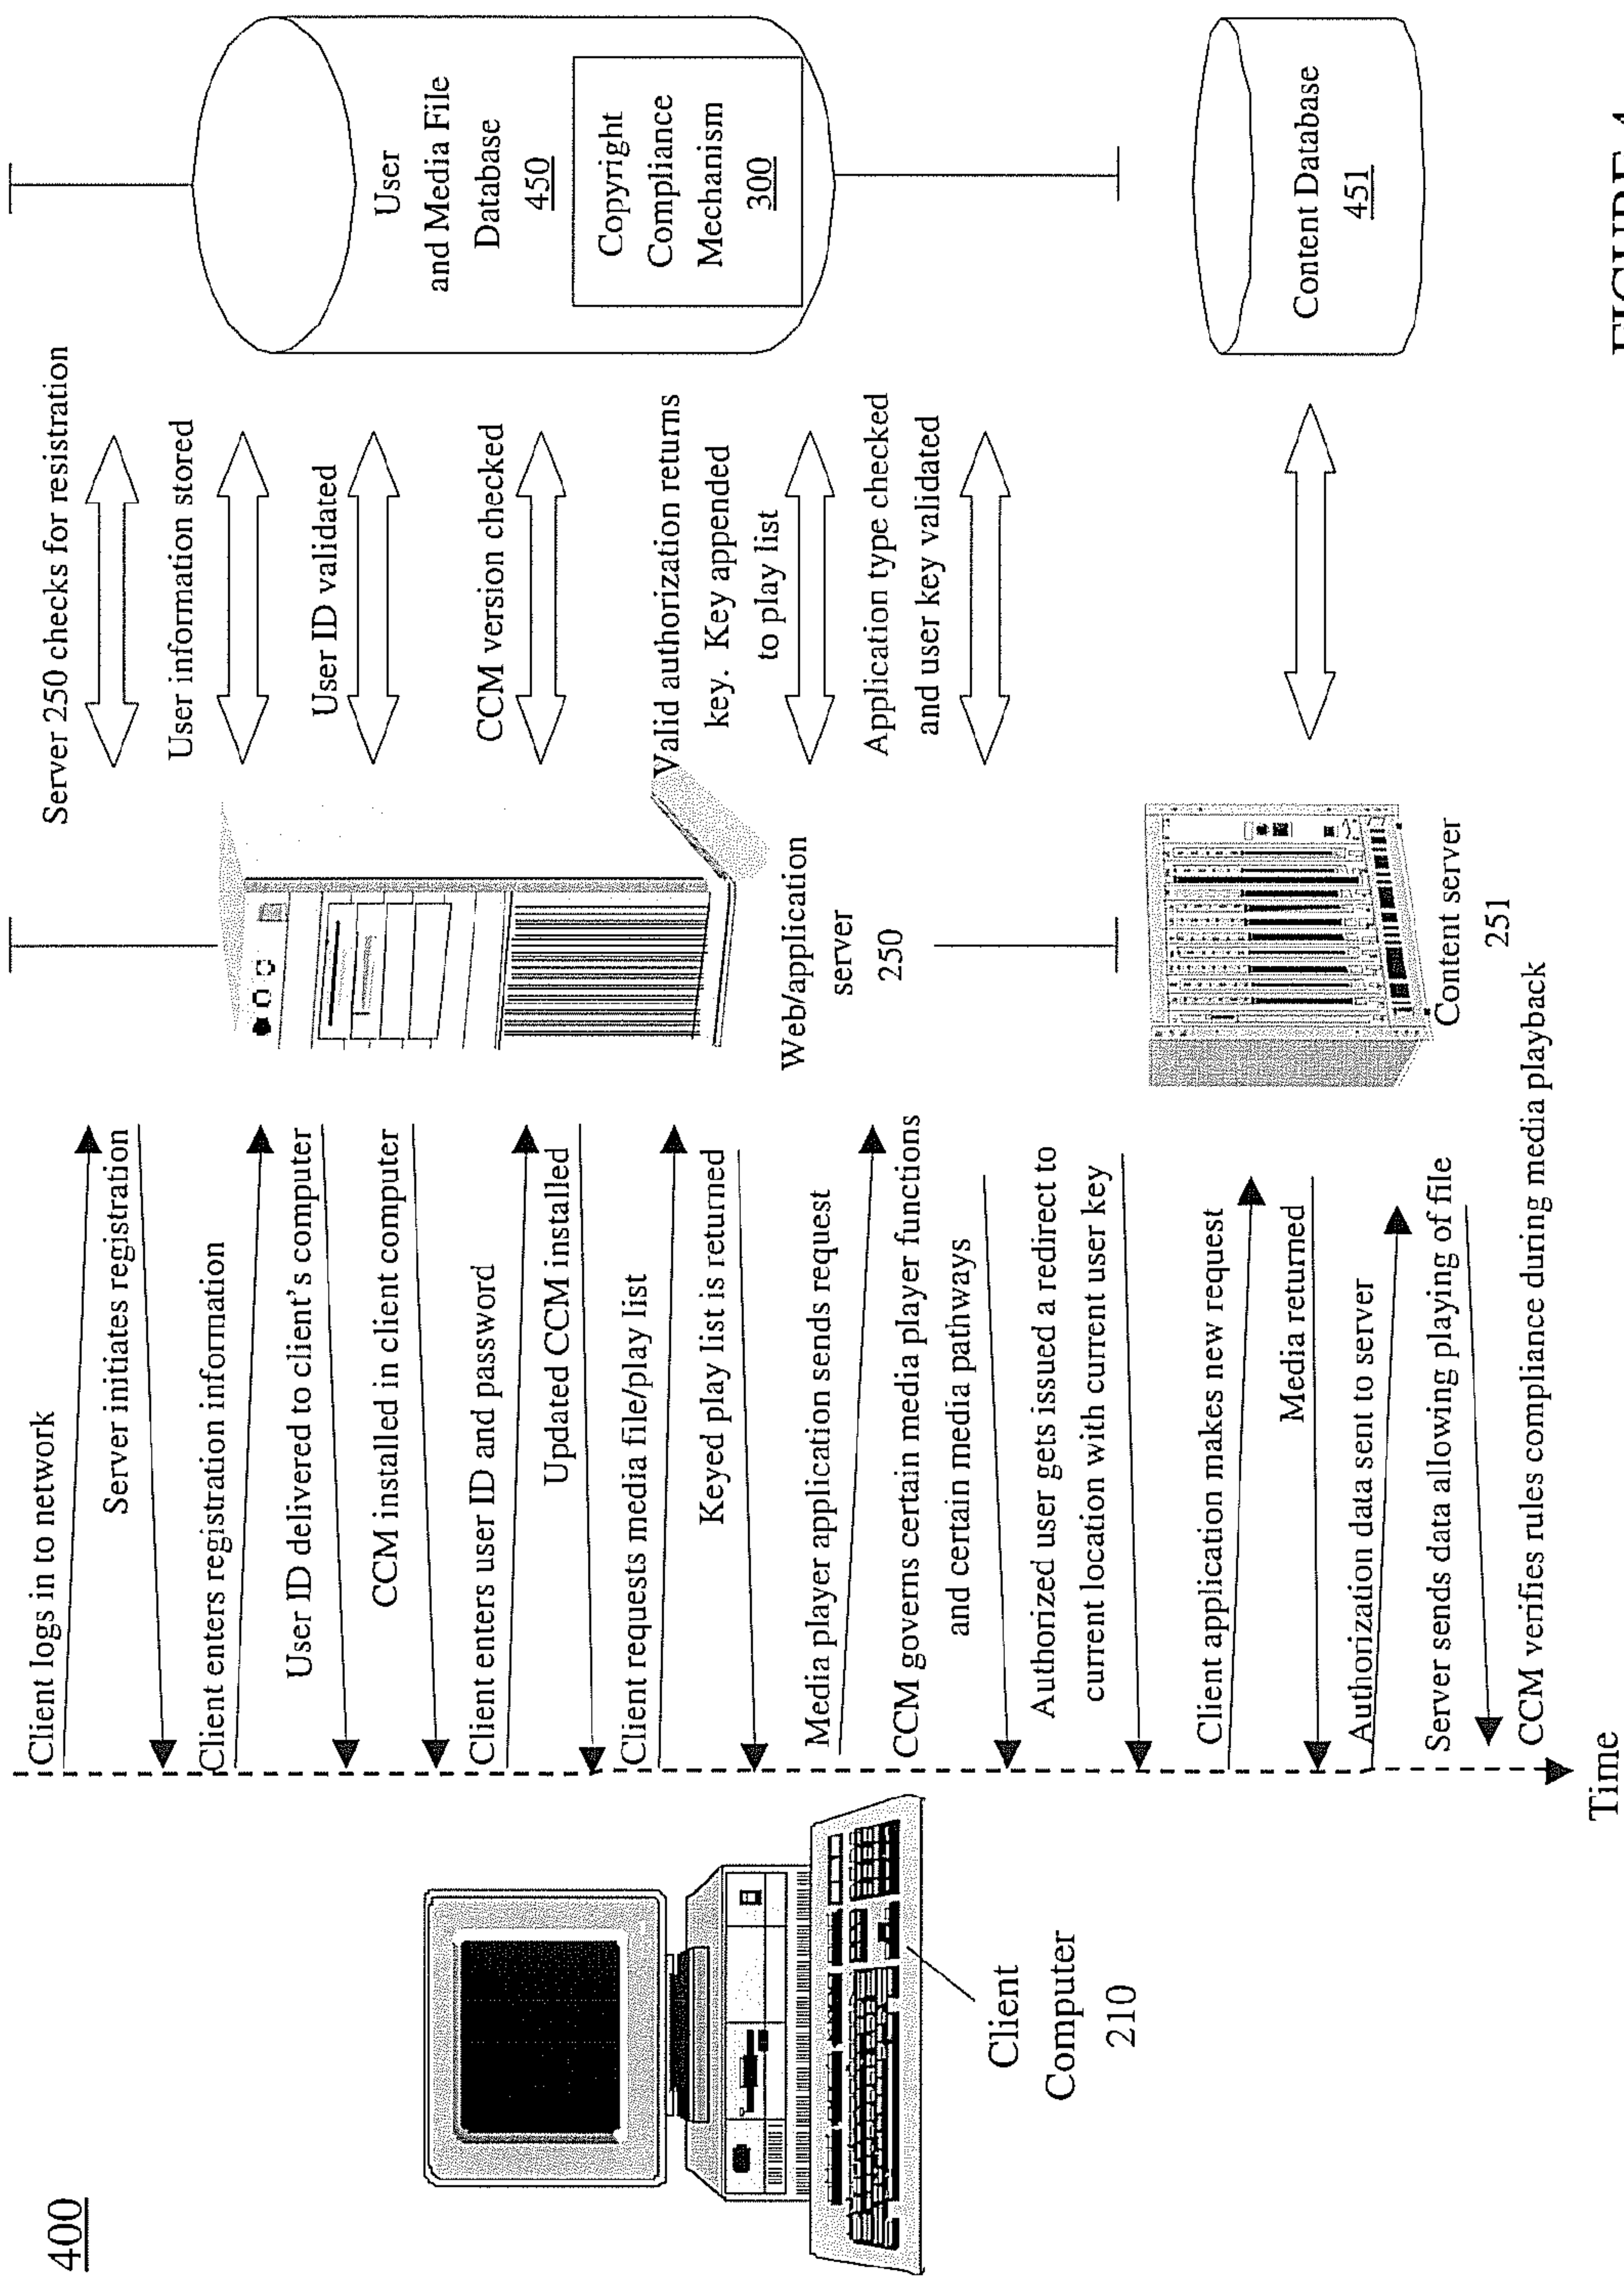 400
Client logs in to network
Server initiates registration
Client enters registration information
User ID delivered to client's computer
CCM installed in client computer
Client enters user ID and password
Updated CCM installed
Client requests media file/play list
Keyed play list is returned
Media player application sends request
CCM governs certain media player functions
and certain media pathways
Authorized user gets issued a redirect to
current location with current user key
Client application makes new request
Media returned
Authorization data sent to server
Server sends data allowing playing of file
CCM verifies rules compliance during media playback
Time
Client
Computer
210
Web/application
server
250
Content server
251
Server 250 checks for resistration
User information stored
User ID validated
CCM version checked
Valid authorization returns
key. Key appended
to play list
Application type checked
and user key validated
User
and Media File
Database
450
Copyright
Compliance
Mechanism
300
Content Database
451